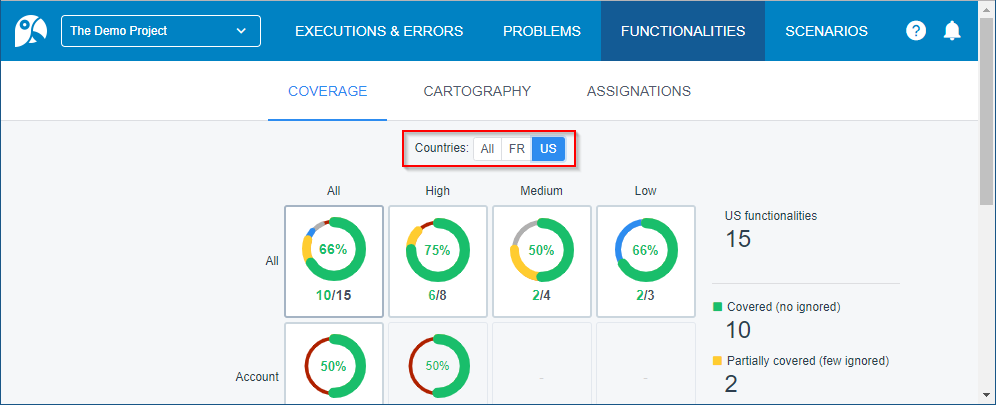 The Demo Project EXECUTIONS & ERRORS PROBLEMS FUNCTIONALITIES SCENARIOS ?
COVERAGE CARTOGRAPHY ASSIGNATIONS
Countries: All FR US
All High Medium Low
All
66% 75% 50% 66%
10/15 6/8 2/4 2/3
US functionalities
15
Covered (no ignored)
10
Partially covered (few ignored)
2
Account
50% 50% - -